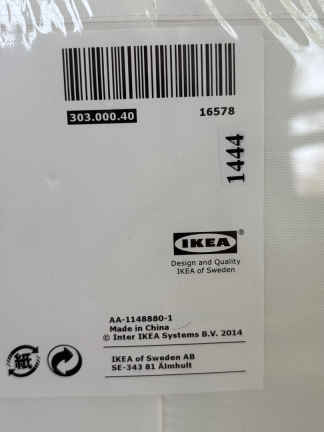 303.000.40
16578
1444
IKEA®
Design and Quality
IKEA of Sweden
AA-1148880-1
Made in China
© Inter IKEA Systems B.V. 2014
IKEA of Sweden AB
SE-343 81 Älmhult
紙